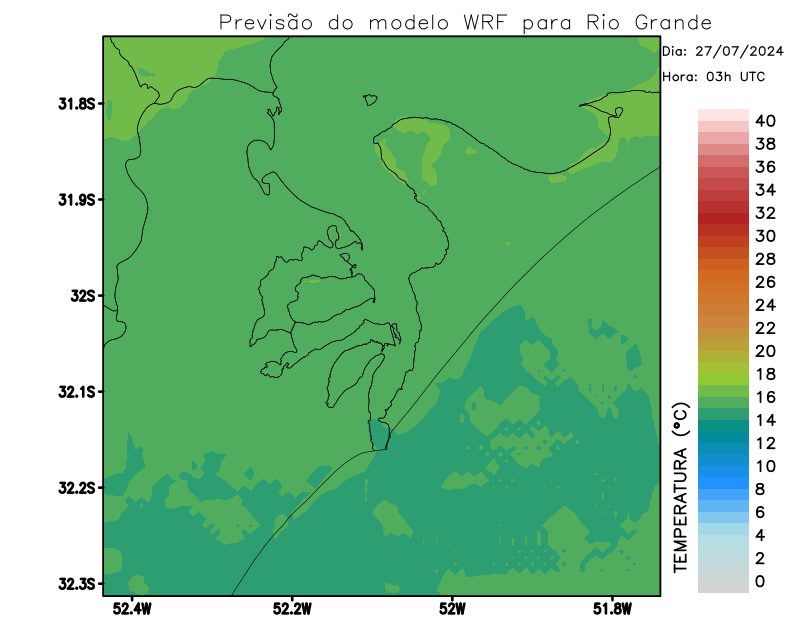 Previsão do modelo WRF para Rio Grande
Dia: 27/07/2024
Hora: 03h UTC
31.8S
31.9S
32S
32.1S
32.2S
32.3S
52.4W
52.2W
52W
51.8W
TEMPERATURA (°C)
40
38
36
34
32
30
28
26
24
22
20
18
16
14
12
10
8
6
4
2
0